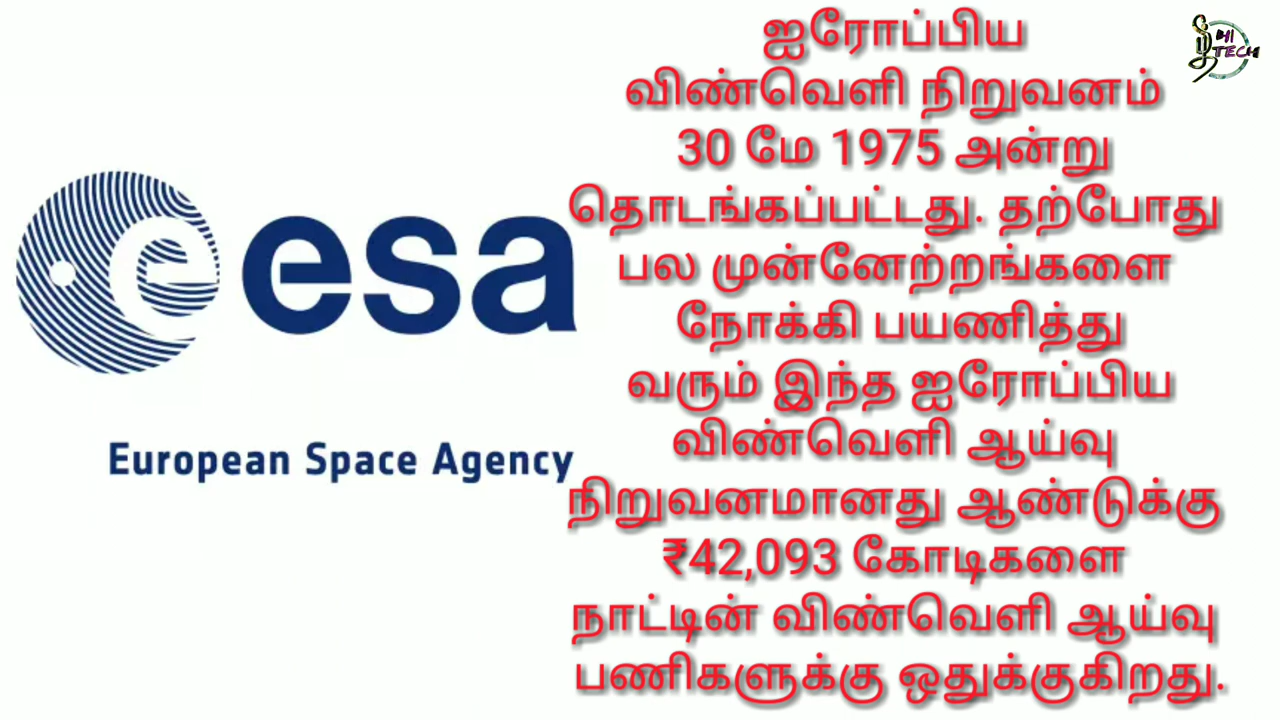 ஐரோப்பிய
விண்வெளி நிறுவனம்
30 மே 1975 அன்று
தொடங்கப்பட்டது. தற்போது
பல முன்னேற்றங்களை
நோக்கி பயணித்து
வரும் இந்த ஐரோப்பிய
விண்வெளி ஆய்வு
நிறுவனமானது ஆண்டுக்கு
₹42,093 கோடிகளை
நாட்டின் விண்வெளி ஆய்வு
பணிகளுக்கு ஒதுக்குகிறது.
esa
European Space Agency
TECH